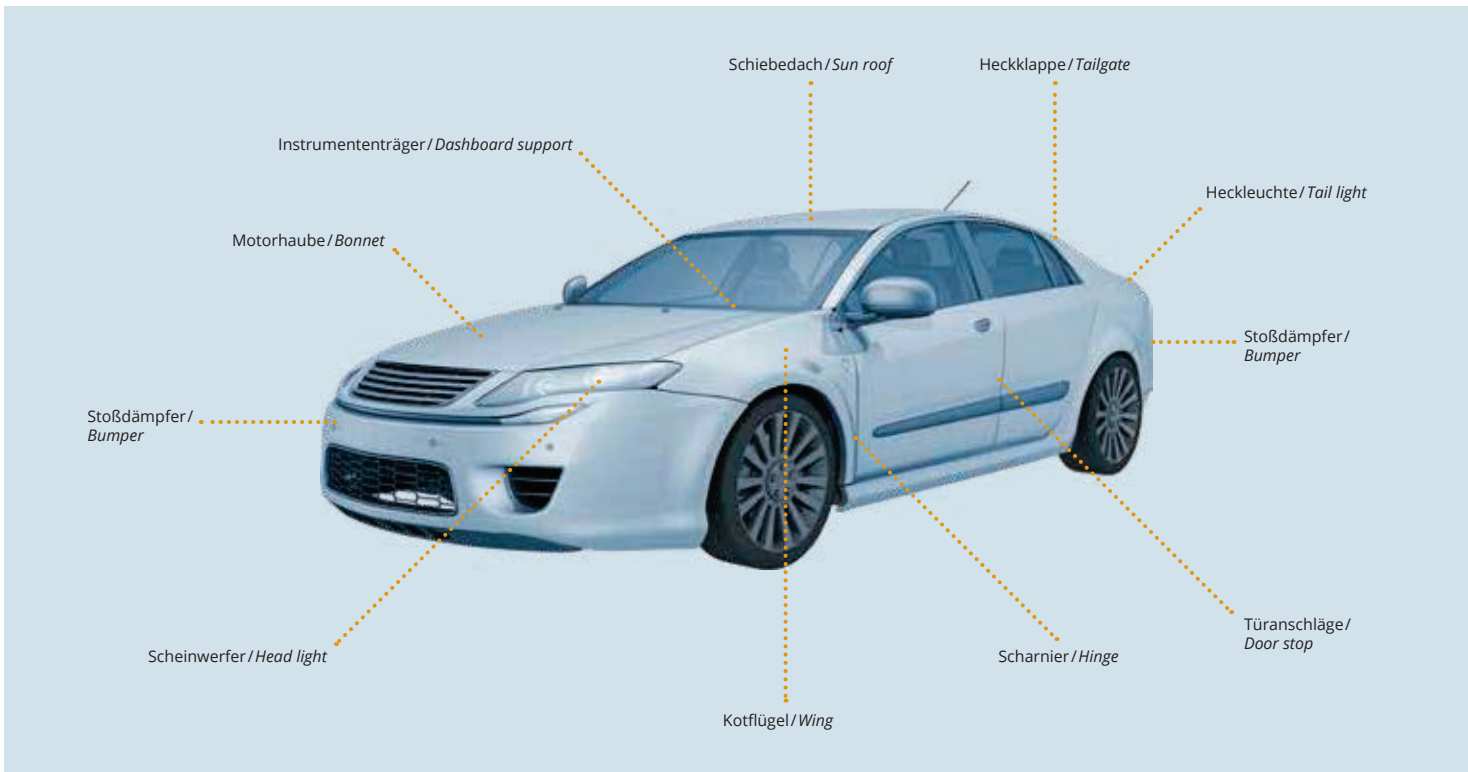 Schiebedach / Sun roof
Heckklappe / Tailgate
Instrumententräger / Dashboard support
Heckleuchte / Tail light
Motorhaube / Bonnet
Stoßdämpfer /
Bumper
Stoßdämpfer /
Bumper
Türanschläge /
Door stop
Scheinwerfer / Head light
Scharnier / Hinge
Kotflügel / Wing